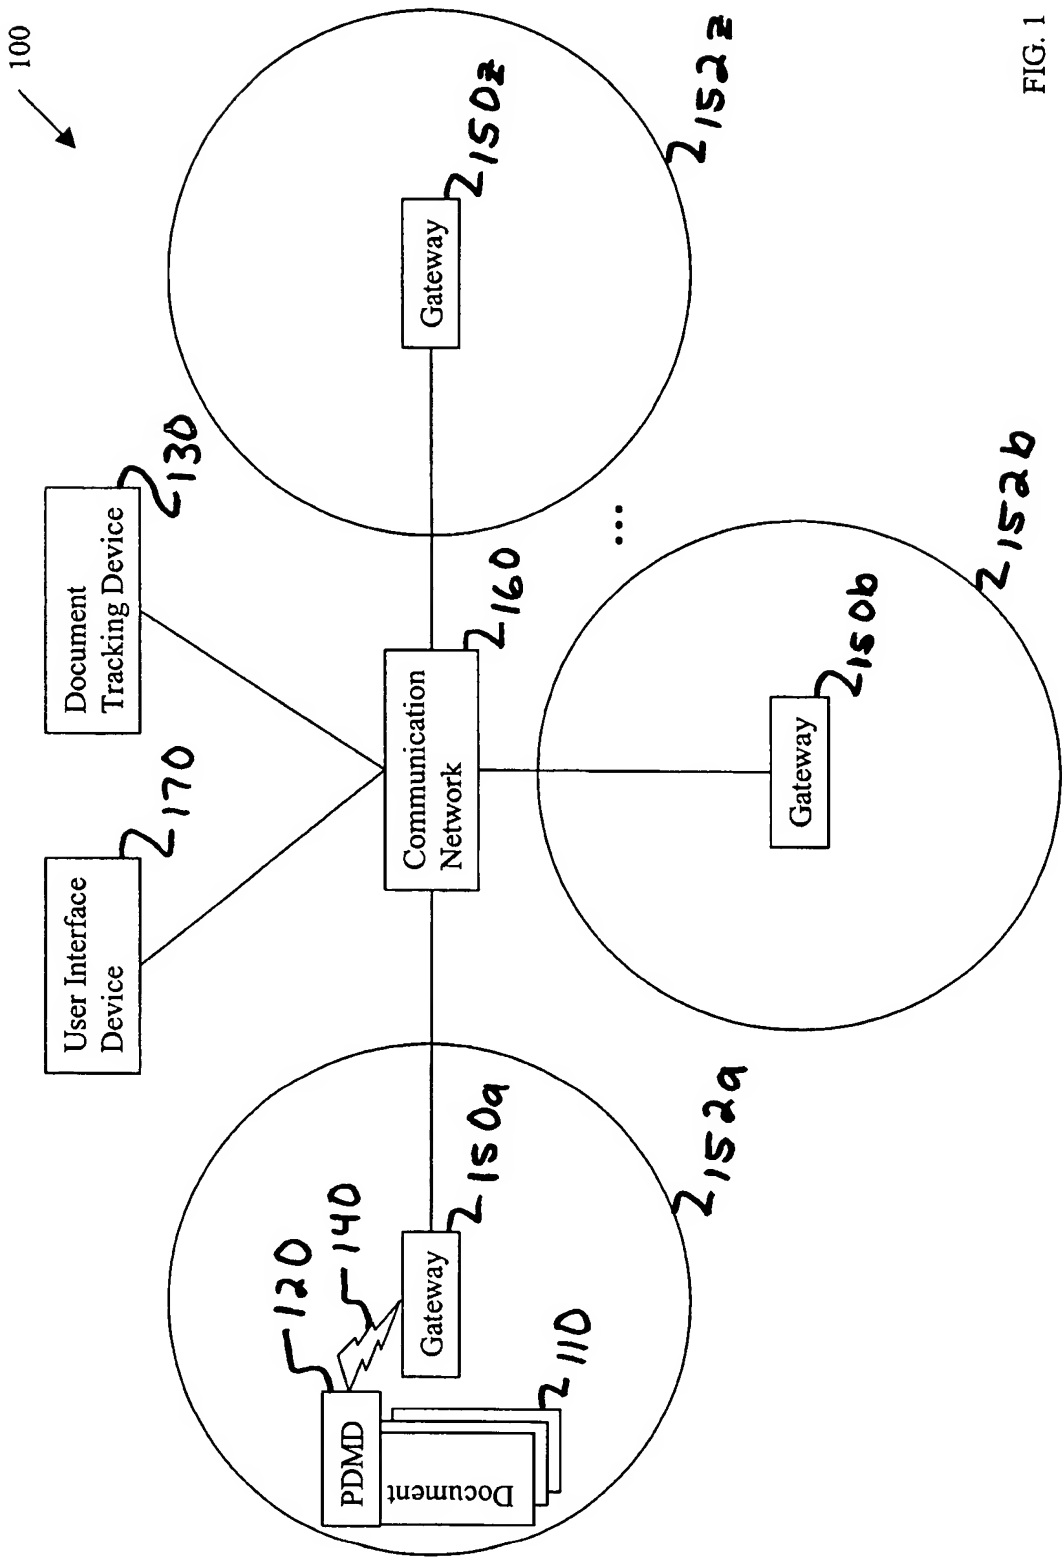 100
User Interface
Device
170
Document
Tracking Device
130
PDMD
120
140
Document
110
Gateway
150a
152a
Communication
Network
160
Gateway
150b
152b
...
Gateway
150z
152z
FIG. 1